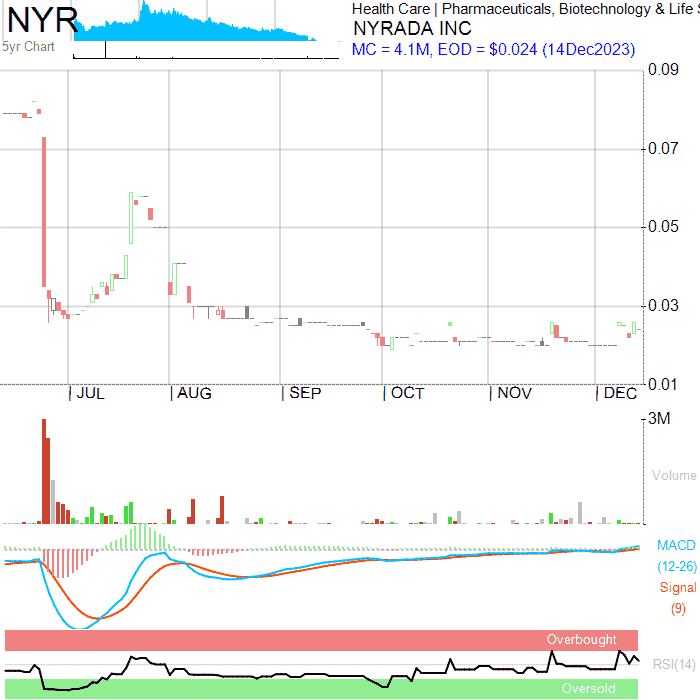 NYR
5yr Chart
Health Care | Pharmaceuticals, Biotechnology & Life S
NYRADA INC
MC = 4.1M, EOD = $0.024 (14Dec2023)
0.09
0.07
0.05
0.03
0.01
JUL AUG SEP OCT NOV DEC
3M
Volume
MACD
(12-26)
Signal
(9)
Overbought
RSI(14)
Oversold